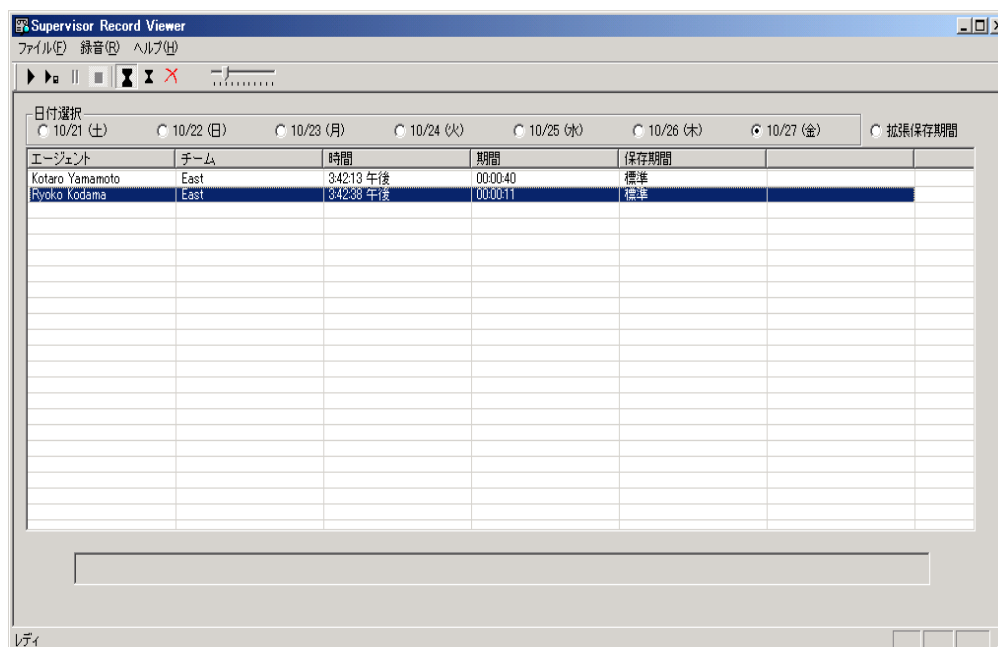 Supervisor Record Viewer
ファイル(F) 録音(R) ヘルプ(H)
日付選択
10/21 (土) 10/22 (日) 10/23 (月) 10/24 (火) 10/25 (水) 10/26 (木) 10/27 (金) 拡張保存期間
エージェント チーム 時間 期間 保存期間
Kotaro Yamamoto East 3:42:13 午後 00:00:40 標準
Ryoko Kodama East 3:42:38 午後 00:00:11 標準
レディ